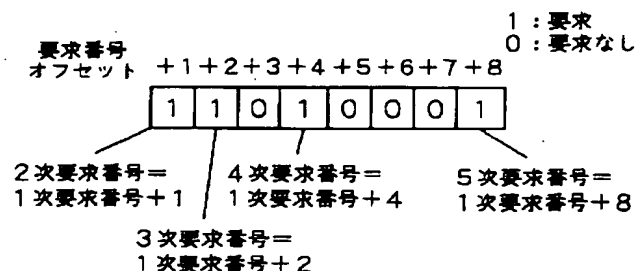 1:要求
0:要求なし
要求番号
オフセット +1+2+3+4+5+6+7+8
1 1 0 1 0 0 0 1
2次要求番号=
1次要求番号+1
4次要求番号=
1次要求番号+4
5次要求番号=
1次要求番号+8
3次要求番号=
1次要求番号+2